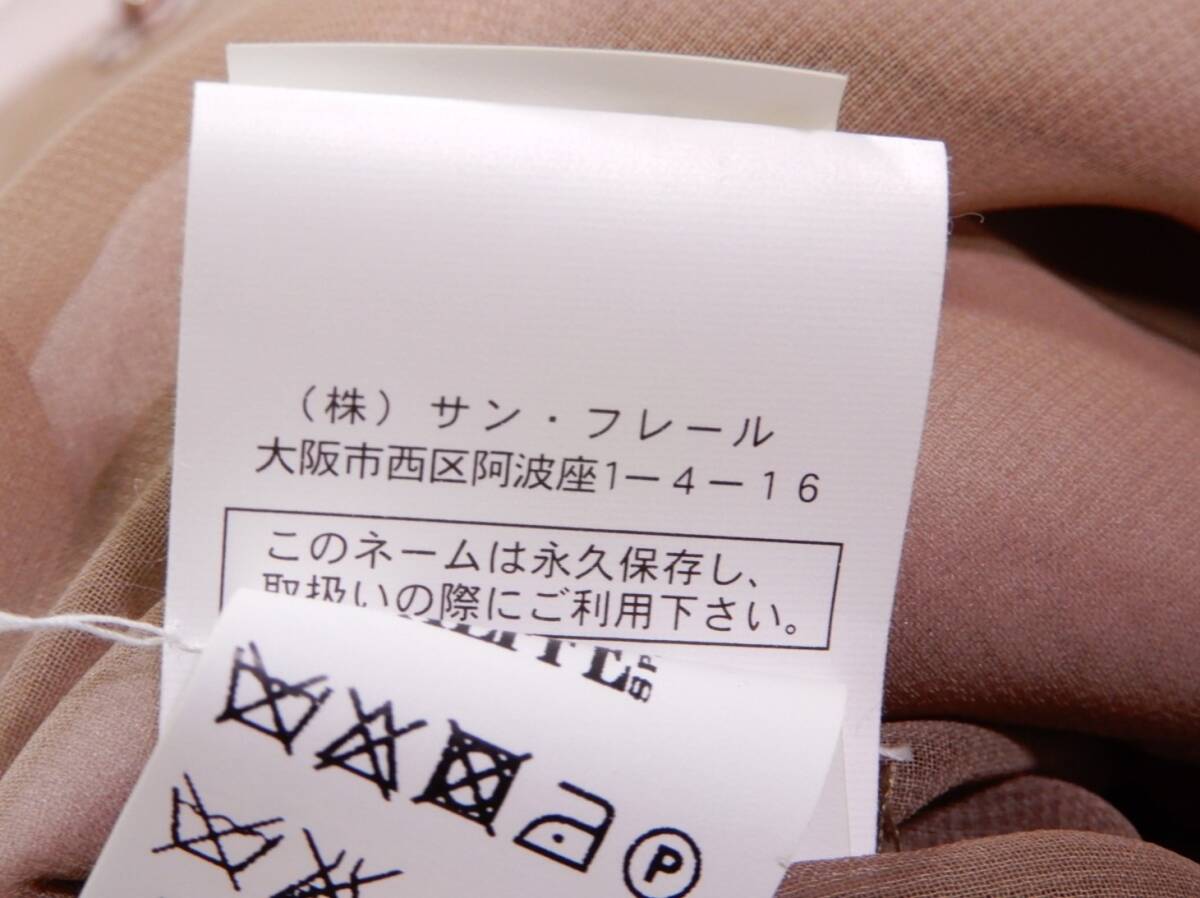 （株） サン・フレール
大阪市西区阿波座1－4－16
このネームは永久保存し、
取扱いの際にご利用下さい。
P